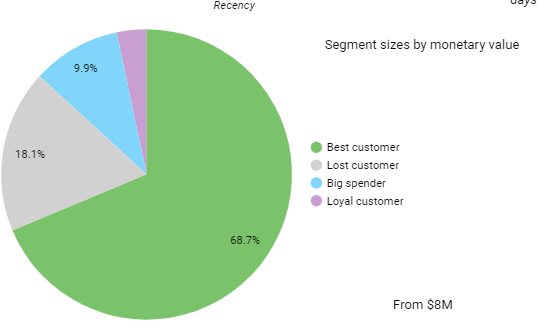 days
Recency
Segment sizes by monetary value
9.9%
18.1%
Best customer
Lost customer
Big spender
Loyal customer
68.7%
From $8M